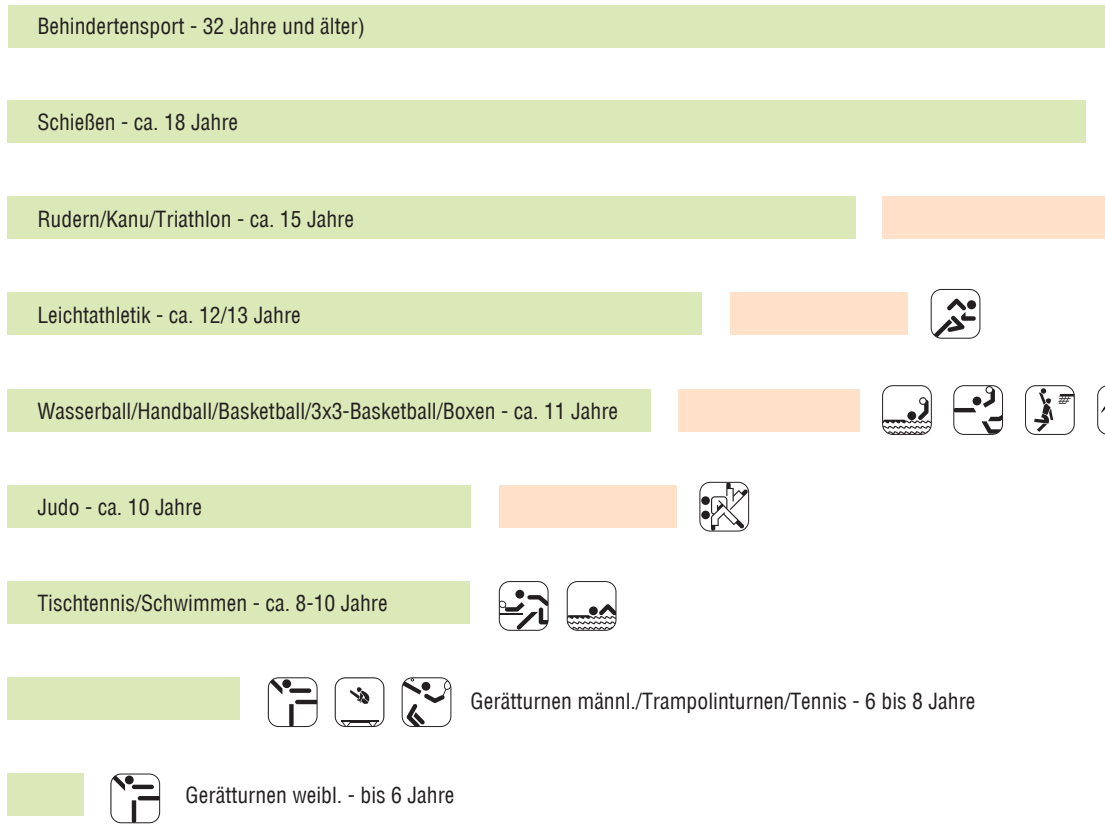 Behindertensport - 32 Jahre und älter)
Schießen - ca. 18 Jahre
Rudern/Kanu/Triathlon - ca. 15 Jahre
Leichtathletik - ca. 12/13 Jahre
Wasserball/Handball/Basketball/3x3-Basketball/Boxen - ca. 11 Jahre
Judo - ca. 10 Jahre
Tischtennis/Schwimmen - ca. 8-10 Jahre
Gerätturnen männl./Trampolinturnen/Tennis - 6 bis 8 Jahre
Gerätturnen weibl. - bis 6 Jahre